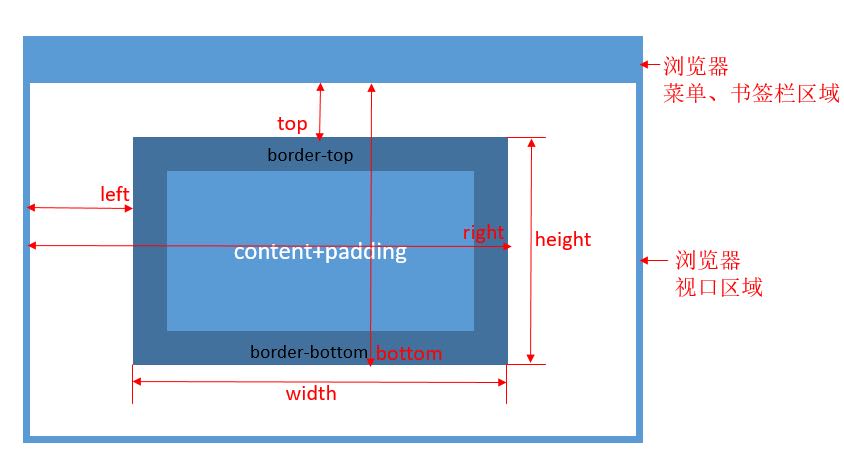 浏览器
菜单、书签栏区域
top
border-top
left
right
height
content+padding
浏览器
视口区域
border-bottom
bottom
width